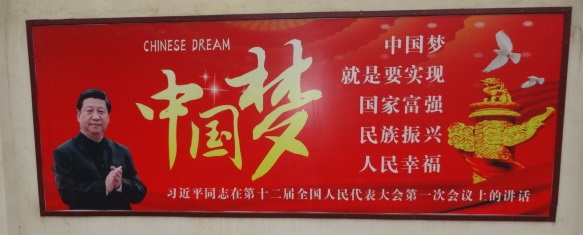 CHINESE DREAM
中国梦
中国梦
就是要实现
国家富强
民族振兴
人民幸福
习近平同志在第十二届全国人民代表大会第一次会议上的讲话